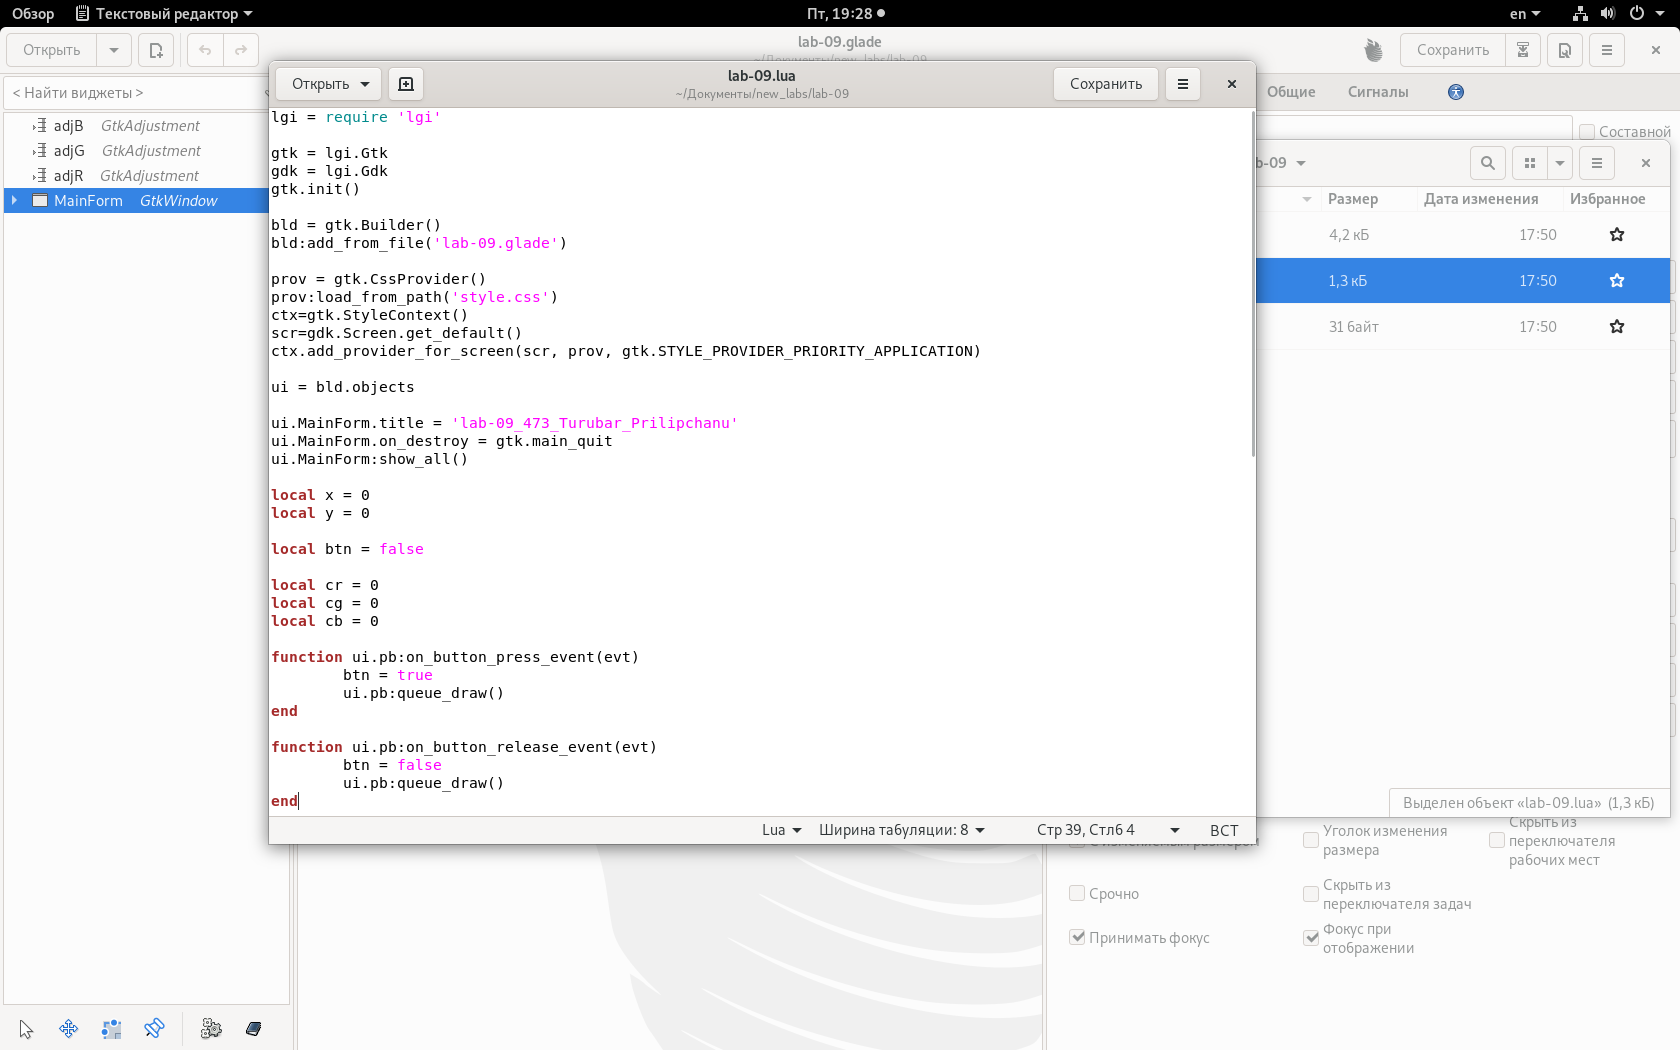 Обзор
Текстовый редактор
Пт, 19:28
en
Открыть
lab-09.glade
Сохранить
< Найти виджеты >
adjB GtkAdjustment
adjG GtkAdjustment
adjR GtkAdjustment
MainForm GtkWindow
Открыть
lab-09.lua
~/Документы/new_labs/lab-09
Сохранить
lgi = require 'lgi'
gtk = lgi.Gtk
gdk = lgi.Gdk
gtk.init()
bld = gtk.Builder()
bld:add_from_file('lab-09.glade')
prov = gtk.CssProvider()
prov:load_from_path('style.css')
ctx=gtk.StyleContext()
scr=gdk.Screen.get_default()
ctx.add_provider_for_screen(scr, prov, gtk.STYLE_PROVIDER_PRIORITY_APPLICATION)
ui = bld.objects
ui.MainForm.title = 'lab-09_473_Turubar_Prilipchanu'
ui.MainForm.on_destroy = gtk.main_quit
ui.MainForm:show_all()
local x = 0
local y = 0
local btn = false
local cr = 0
local cg = 0
local cb = 0
function ui.pb:on_button_press_event(evt)
btn = true
ui.pb:queue_draw()
end
function ui.pb:on_button_release_event(evt)
btn = false
ui.pb:queue_draw()
end
Lua
Ширина табуляции: 8
Стр 39, Стлб 4
ВСТ
Общие
Сигналы
Составной
b-09
Размер
Дата изменения
Избранное
4,2 кБ
17:50
1,3 кБ
17:50
31 байт
17:50
Выделен объект «lab-09.lua» (1,3 кБ)
Уголок изменения
размера
Скрыть из
переключателя
рабочих мест
Срочно
Скрыть из
переключателя задач
Принимать фокус
Фокус при
отображении